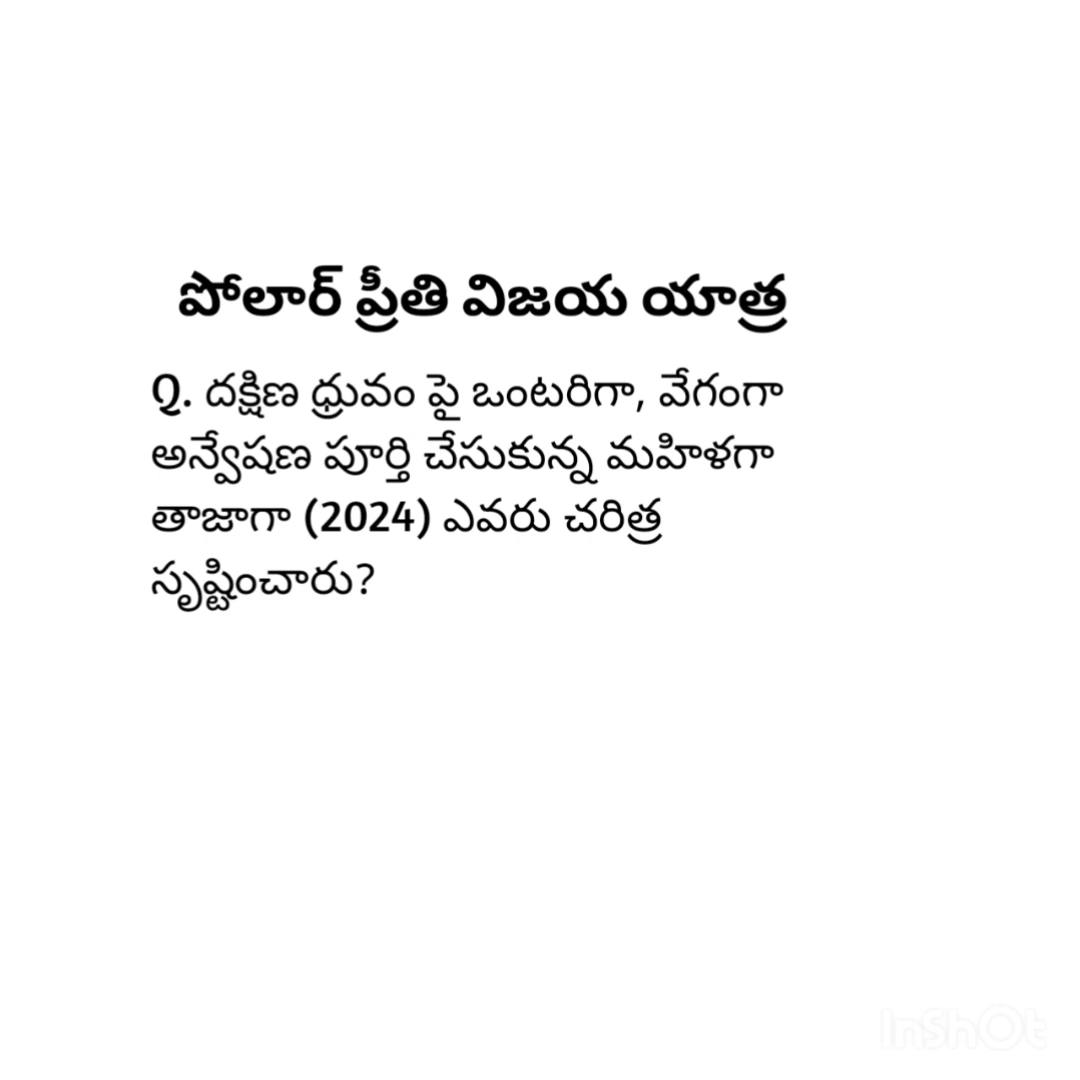 పోలార్ ప్రీతి విజయ యాత్ర
Q. దక్షిణ ధ్రువం పై ఒంటరిగా, వేగంగా
అన్వేషణ పూర్తి చేసుకున్న మహిళగా
తాజాగా (2024) ఎవరు చరిత్ర
సృష్టించారు?
InShOt